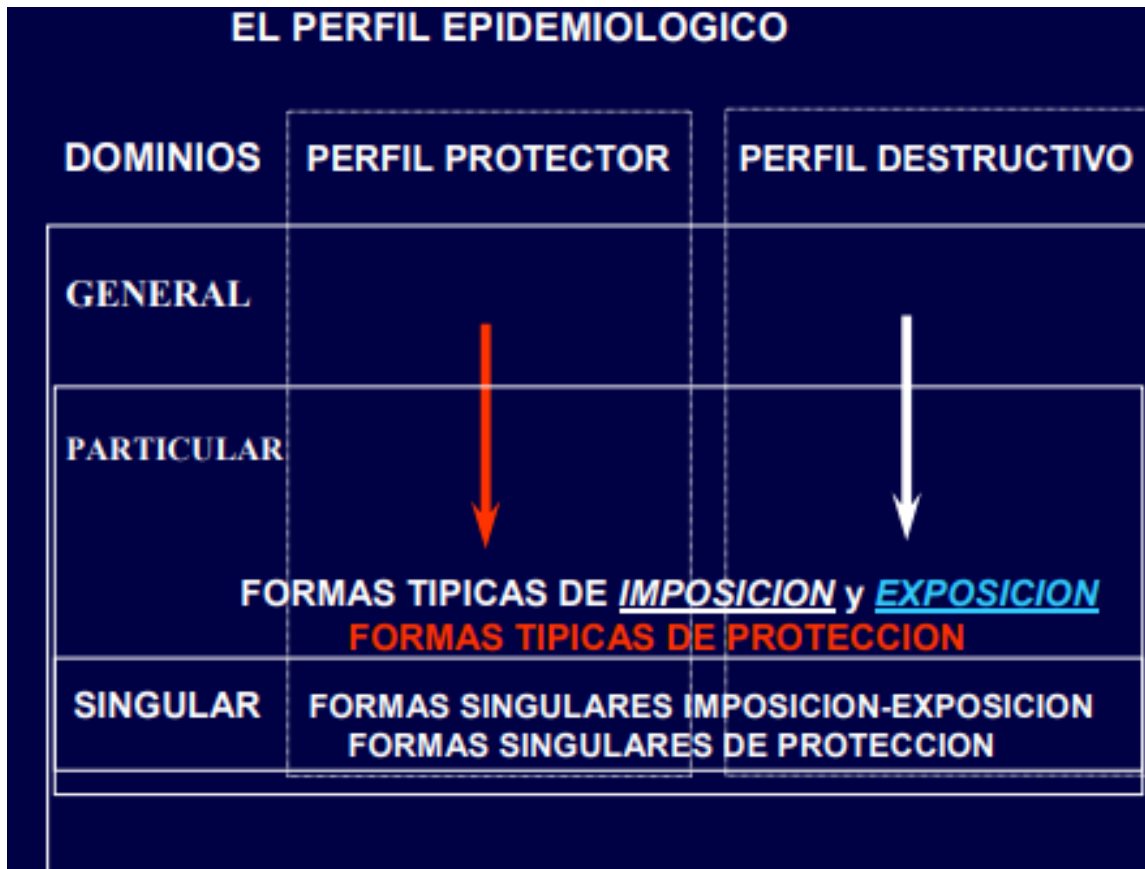 EL PERFIL EPIDEMIOLOGICO
DOMINIOS PERFIL PROTECTOR PERFIL DESTRUCTIVO
GENERAL
PARTICULAR
FORMAS TIPICAS DE IMPOSICION y EXPOSICION
FORMAS TIPICAS DE PROTECCION
SINGULAR FORMAS SINGULARES IMPOSICION-EXPOSICION
FORMAS SINGULARES DE PROTECCION